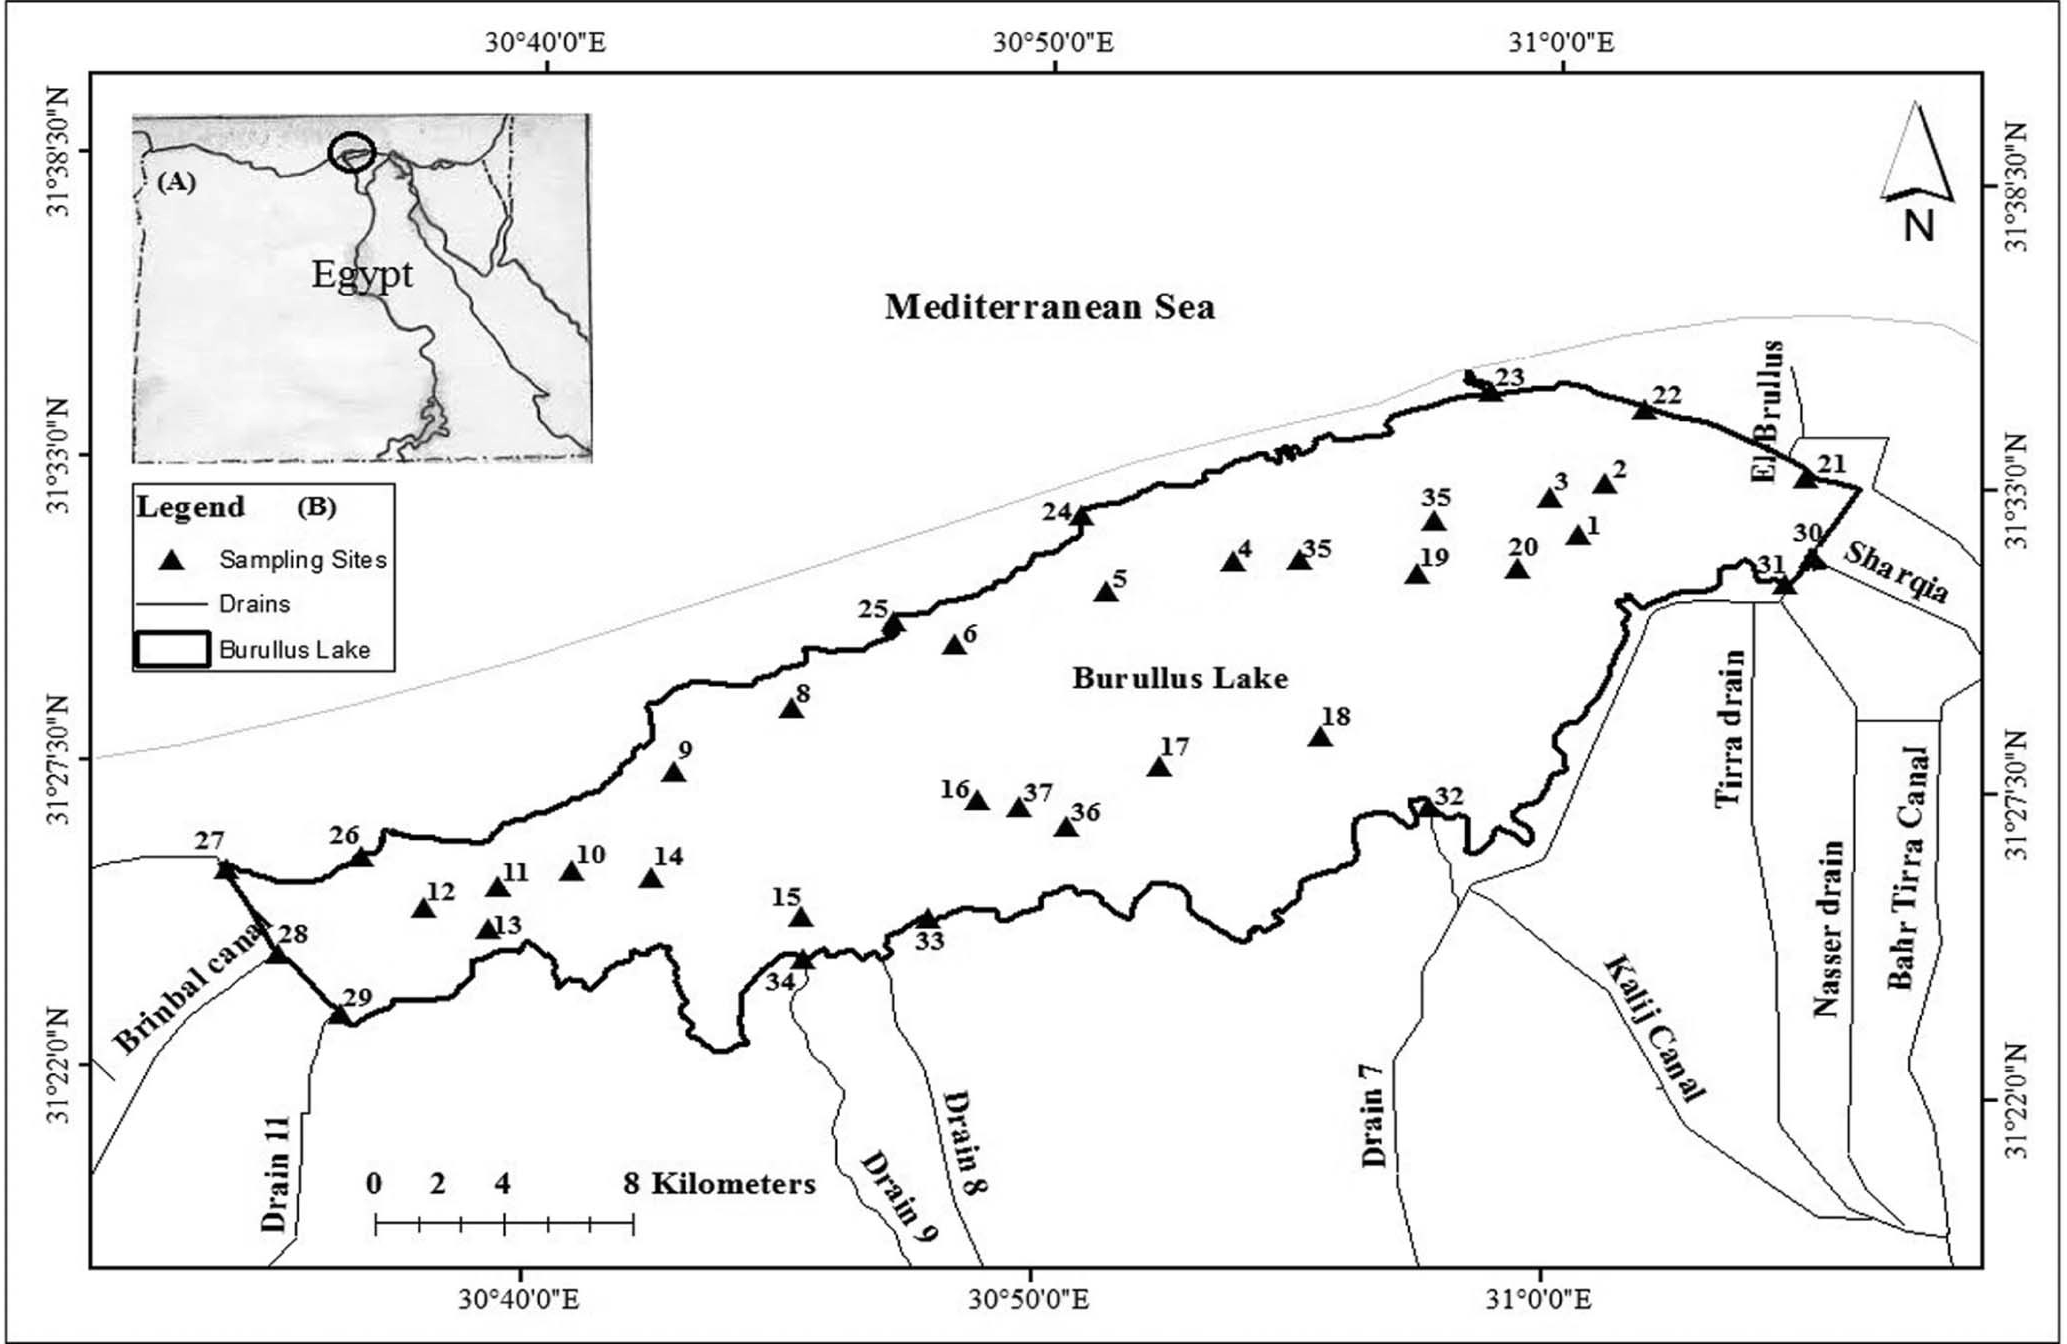 30°40'0"E
30°50'0"E
31°0'0"E
31°38'30"N
31°38'30"N
(A)
N
Egypt
Mediterranean Sea
El Brullus
23
22
31°33'0"N
31°33'0"N
21
2
3
Legend (B)
35
24
1
30
Sampling Sites
4
35
19
20
31
Sharqia
5
Drains
25
6
Burullus Lake
Burullus Lake
8
18
Tirra drain
9
17
31°27'30"N
31°27'30"N
16
37
36
32
27
26
Nasser drain
Bahr Tirra Canal
11
10
14
12
15
13
28
33
Brinbal canal
34
29
Kalij Canal
31°22'0"N
31°22'0"N
Drain 11
Drain 7
Drain 8
Drain 9
0 2 4 8 Kilometers
30°40'0"E
30°50'0"E
31°0'0"E